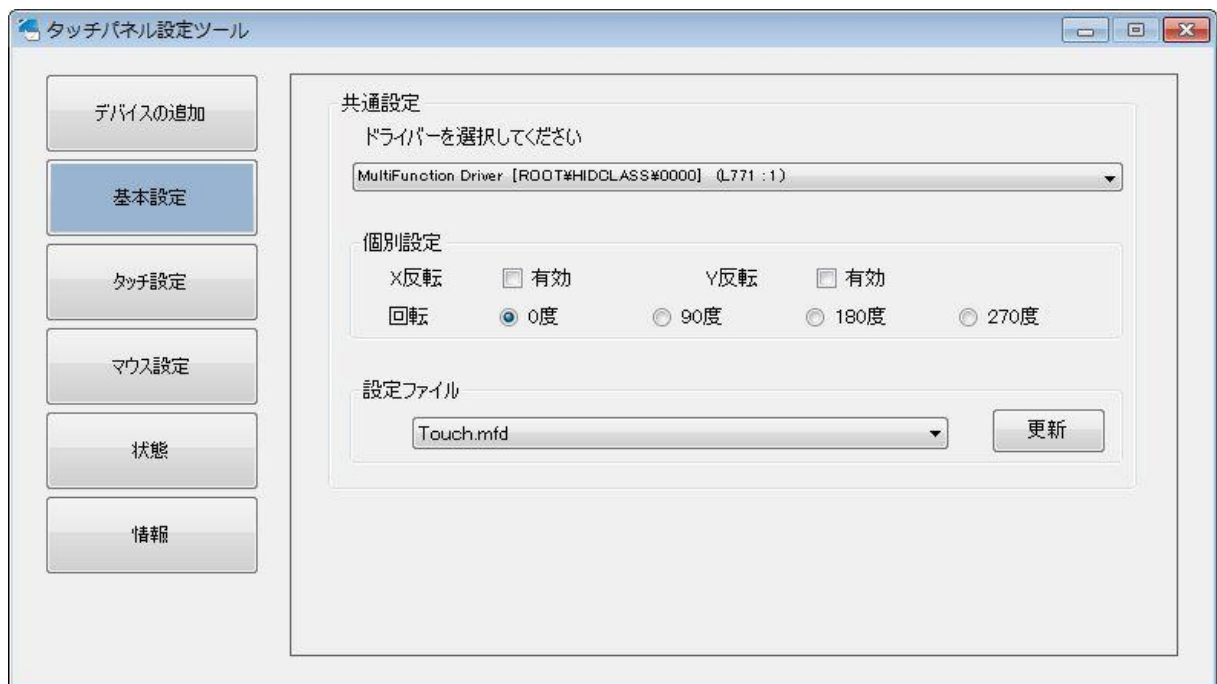 タッチパネル設定ツール
デバイスの追加
基本設定
タッチ設定
マウス設定
状態
情報
共通設定
ドライバーを選択してください
MultiFunction Driver [ROOT¥HIDCLASS¥0000] (L771 : 1)
個別設定
X反転 有効 Y反転 有効
回転 0度 90度 180度 270度
設定ファイル
Touch.mfd 更新